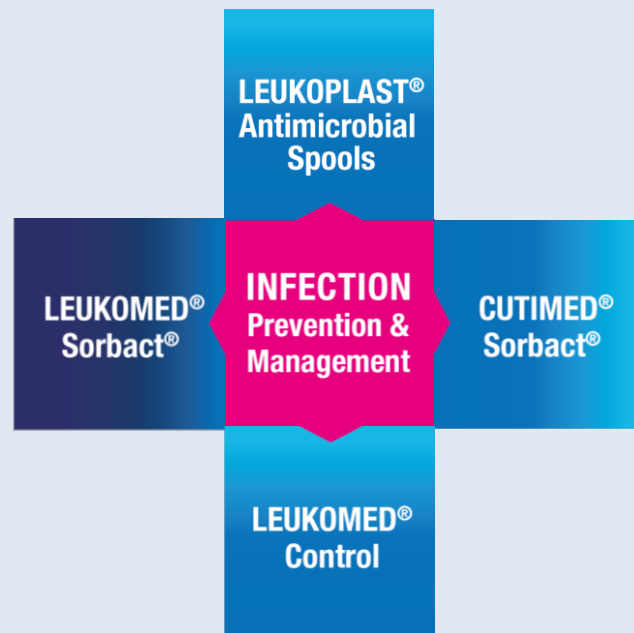 LEUKOPLAST®
Antimicrobial
Spools
LEUKOMED®
Sorbact®
INFECTION
Prevention &
Management
CUTIMED®
Sorbact®
LEUKOMED®
Control